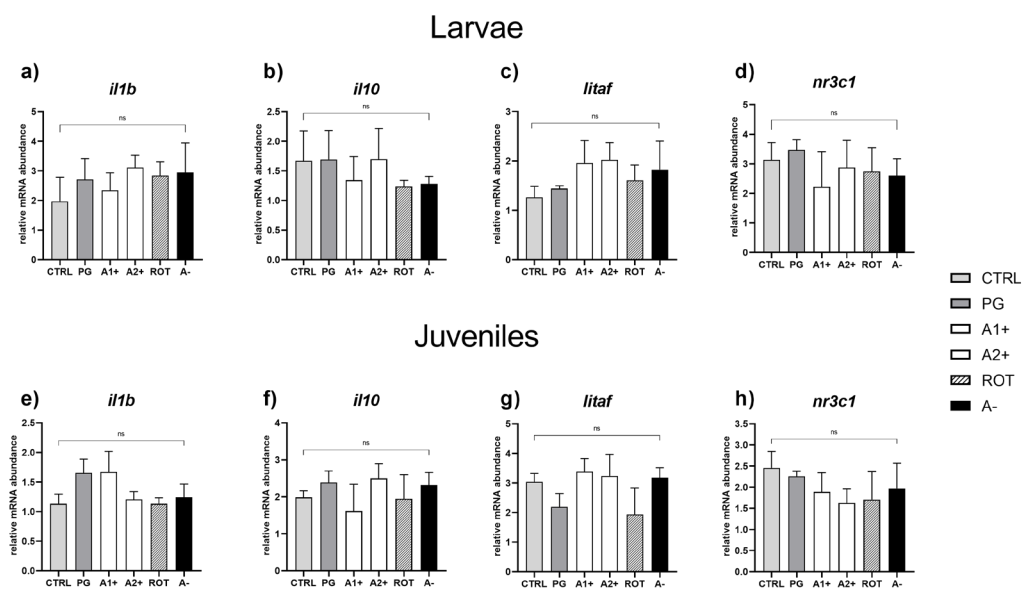 Larvae
a)
il1b
ns
relative mRNA abundance
5
4
3
2
1
0
CTRL PG A1+ A2+ ROT A-
b)
il10
ns
relative mRNA abundance
2.5
2.0
1.5
1.0
0.5
0.0
CTRL PG A1+ A2+ ROT A-
c)
litaf
ns
relative mRNA abundance
3
2
1
0
CTRL PG A1+ A2+ ROT A-
d)
nr3c1
ns
relative mRNA abundance
5
4
3
2
1
0
CTRL PG A1+ A2+ ROT A-
CTRL
PG
A1+
A2+
ROT
A-
Juveniles
e)
il1b
ns
relative mRNA abundance
2.5
2.0
1.5
1.0
0.5
0.0
CTRL PG A1+ A2+ ROT A-
f)
il10
ns
relative mRNA abundance
4
3
2
1
0
CTRL PG A1+ A2+ ROT A-
g)
litaf
ns
relative mRNA abundance
5
4
3
2
1
0
CTRL PG A1+ A2+ ROT A-
h)
nr3c1
ns
relative mRNA abundance
3.5
3.0
2.5
2.0
1.5
1.0
0.5
0.0
CTRL PG A1+ A2+ ROT A-